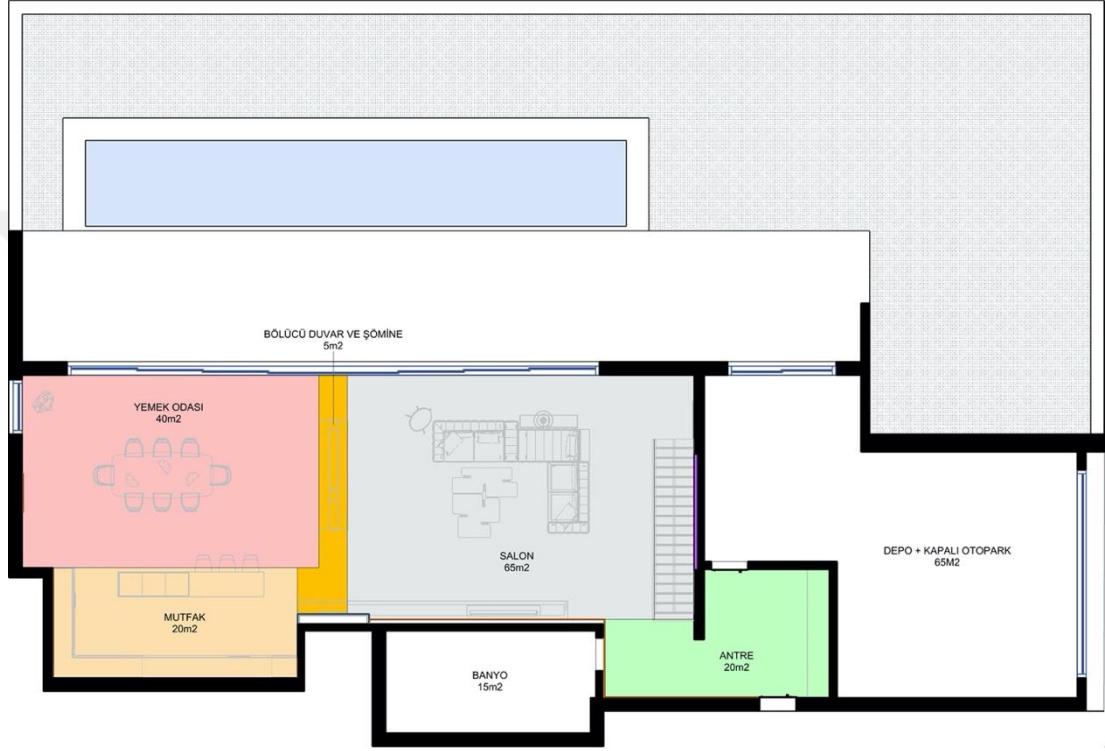 BÖLÜCÜ DUVAR VE ŞÖMİNE
5m2
YEMEK ODASI
40m2
SALON
65m2
DEPO + KAPALI OTOPARK
65M2
MUTFAK
20m2
ANTRE
20m2
BANYO
15m2